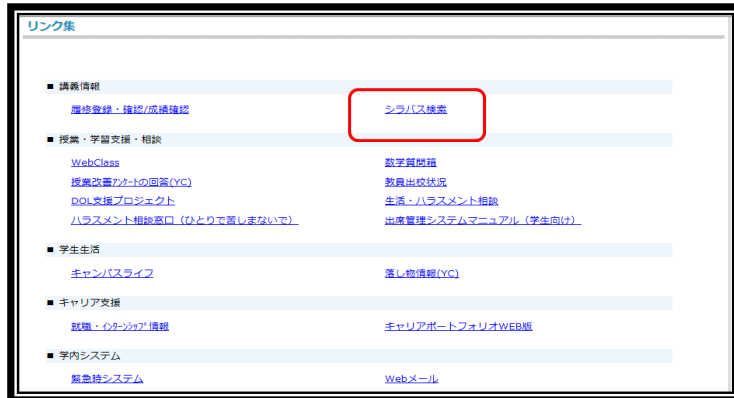 リンク集
■ 講義情報
履修登録・確認/成績確認 シラバス検索
■ 授業・学習支援・相談
WebClass 数学質問箱
授業改善ｱﾝｹｰﾄの回答(YC) 教員出校状況
DOL支援プロジェクト 生活・ハラスメント相談
ハラスメント相談窓口（ひとりで苦しまないで） 出席管理システムマニュアル（学生向け）
■ 学生生活
キャンパスライフ 落し物情報(YC)
■ キャリア支援
就職・ｲﾝﾀｰﾝｼｯﾌﾟ情報 キャリアポートフォリオWEB版
■ 学内システム
緊急時システム Webメール